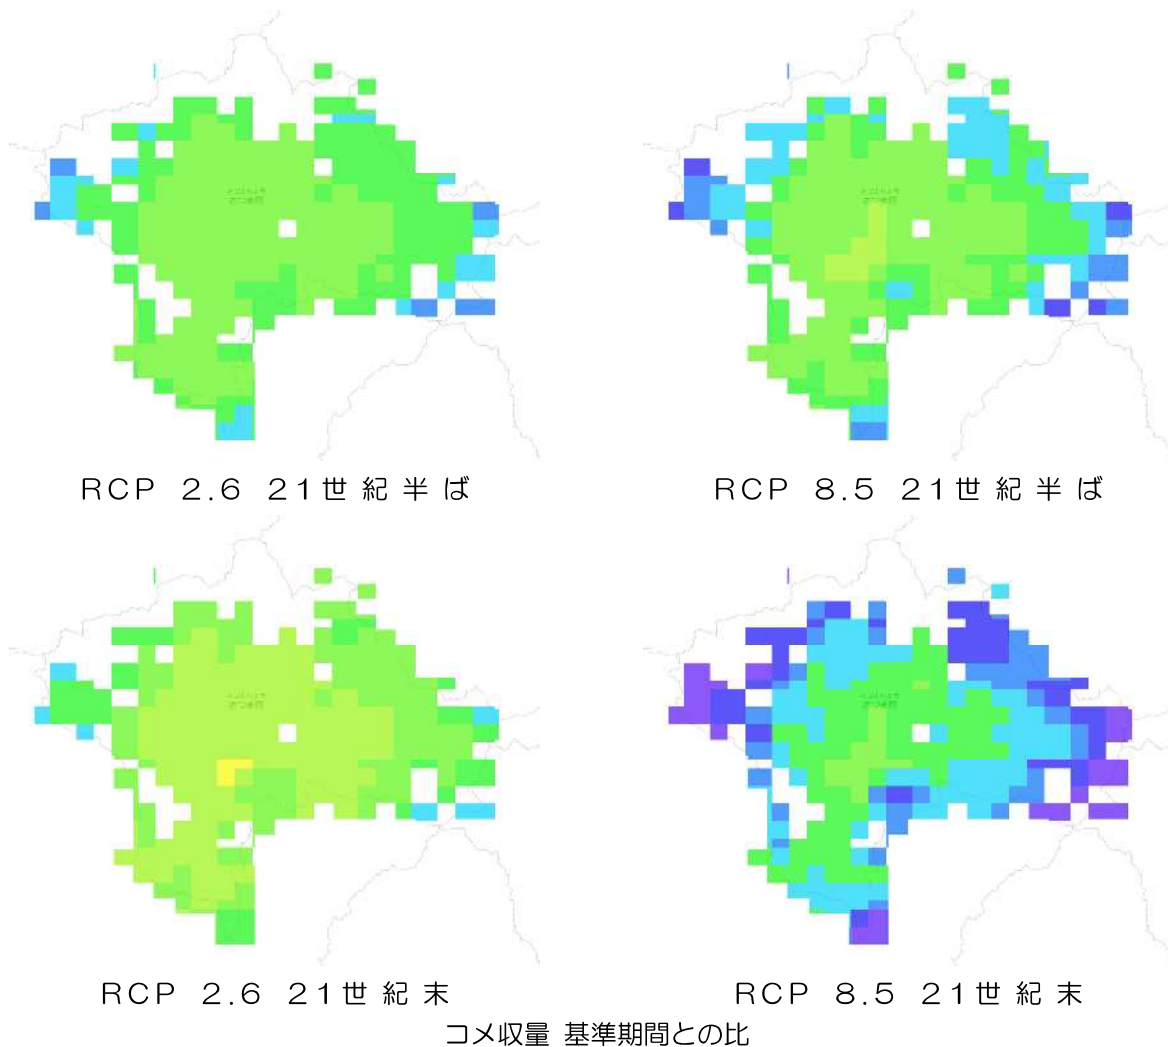 RCP 2.6 21世紀半ば
RCP 8.5 21世紀半ば
RCP 2.6 21世紀末
RCP 8.5 21世紀末
コメ収量 基準期間との比